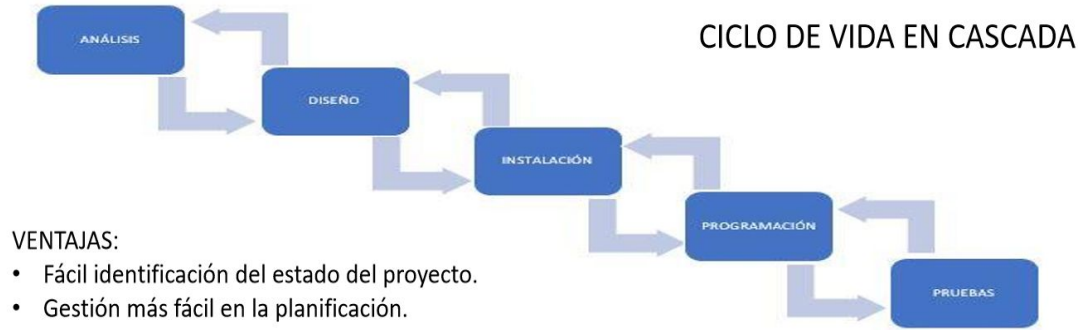 CICLO DE VIDA EN CASCADA
ANÁLISIS
DISEÑO
INSTALACIÓN
PROGRAMACIÓN
PRUEBAS
VENTAJAS:
• Fácil identificación del estado del proyecto.
• Gestión más fácil en la planificación.